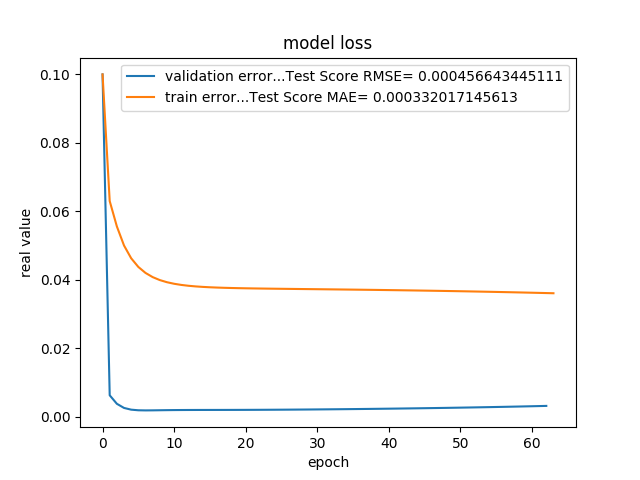 model loss
validation error...Test Score RMSE= 0.000456643445111
train error...Test Score MAE= 0.000332017145613
real value
0.10
0.08
0.06
0.04
0.02
0.00
0 10 20 30 40 50 60
epoch